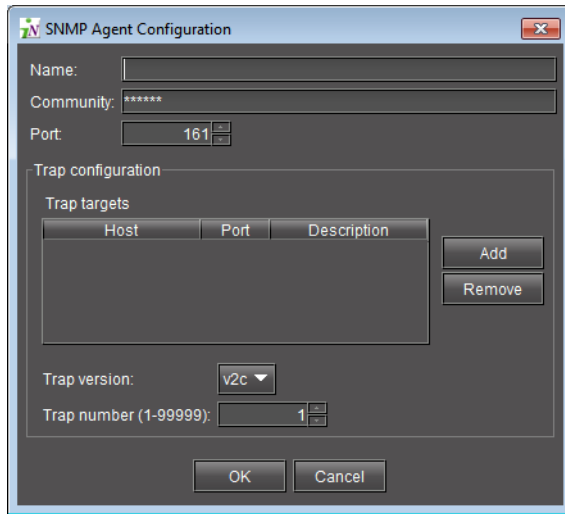 iN SNMP Agent Configuration
Name:
Community: ******
Port: 161
Trap configuration
Trap targets
Host Port Description
Add
Remove
Trap version: v2c
Trap number (1-99999): 1
OK Cancel